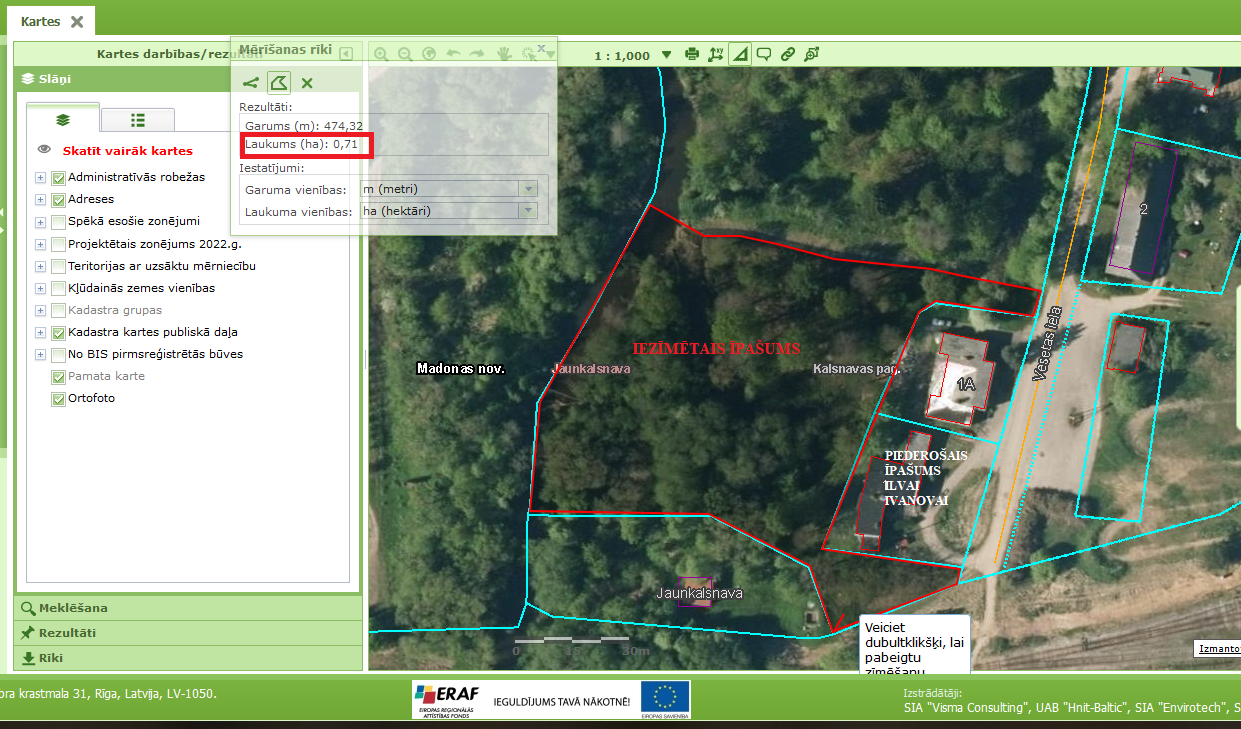 Kartes
Kartes darbības/rezultāti
Mērīšanas rīki
1 : 1,000
Slāņi
Rezultāti:
Garums (m): 474,32
Laukums (ha): 0,71
Iestatījumi:
Garuma vienības: m (metri)
Laukuma vienības: ha (hektāri)
Skatīt vairāk kartes
Administratīvās robežas
Adreses
Spēkā esošie zonējumi
Projektētais zonējums 2022.g.
Teritorijas ar uzsāktu mērniecību
Kļūdainās zemes vienības
Kadastra grupas
Kadastra kartes publiskā daļa
No BIS pirmsreģistrētās būves
Pamata karte
Ortofoto
2
Vesetas iela
IEZĪMĒTAIS ĪPAŠUMS
Madonas nov.
Jaunkalsnava
Kalsnavas pag.
1A
PIEDEROŠAIS
ĪPAŠUMS
ILVAI
IVANOVAI
Jaunkalsnava
0 15 30m
Veiciet
dubultklikšķi, lai
pabeigtu
zīmēšanu
Izmanto
Meklēšana
Rezultāti
Rīki
ora krastmala 31, Rīga, Latvija, LV-1050.
ERAF
EIROPAS REGIONĀLĀS
ATTĪSTĪBAS FONDS
IEGULDĪJUMS TAVĀ NĀKOTNĒ!
EIROPAS SAVIENĪBA
Izstrādātāji:
SIA "Visma Consulting", UAB "Hnit-Baltic", SIA "Envirotech", S